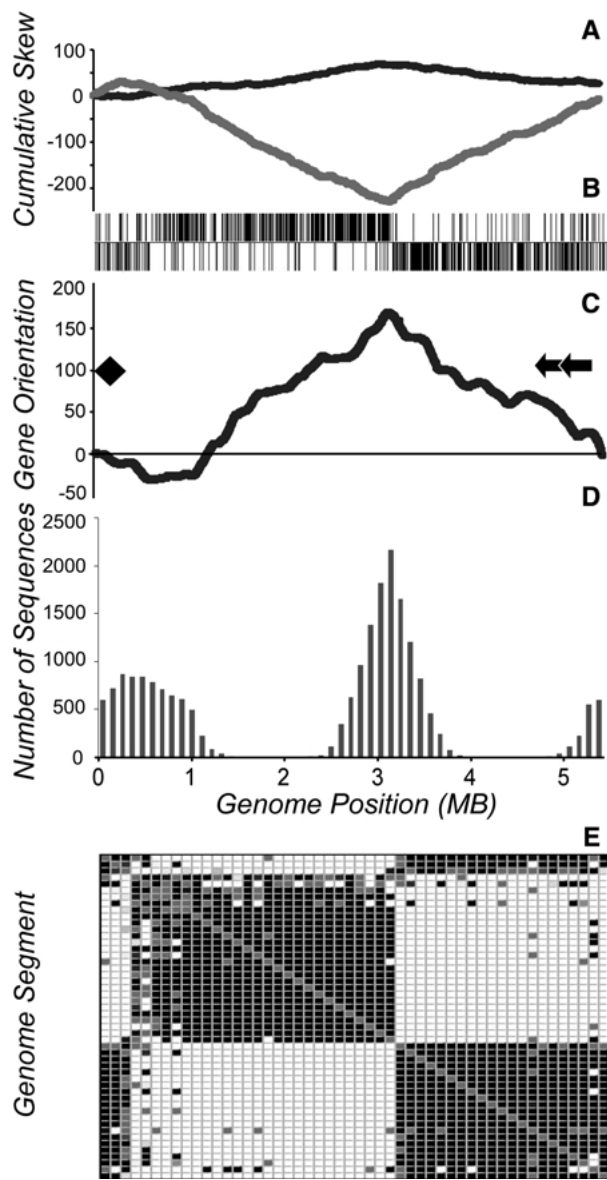 A
100
0
-100
-200
Cumulative Skew
B
C
200
150
100
50
0
-50
Gene Orientation
D
2500
2000
1500
1000
500
0
Number of Sequences
0 1 2 3 4 5
Genome Position (MB)
E
Genome Segment